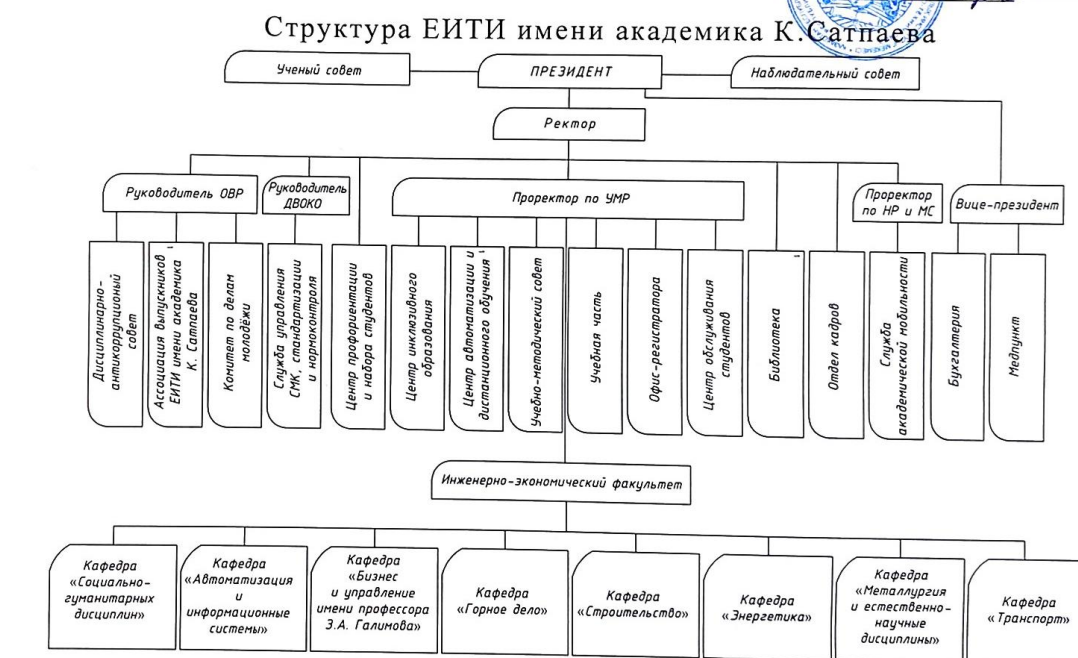 Структура ЕИТИ имени академика К.Сатпаева
Ученый совет
ПРЕЗИДЕНТ
Наблюдательный совет
Ректор
Руководитель ОВР
Руководитель
ДВОКО
Проректор по УМР
Проректор
по НР и МС
Вице-президент
Дисциплинарно-
антикоррупционый
совет
Ассоциация выпускников
ЕИТИ имени академика
К. Сатпаева
Комитет по делам
молодёжи
Служба управления
СМК, стандартизации
и нормоконтроля
Центр профориентации
и набора студентов
Центр инклюзивного
образования
Центр автоматизации и
дистанционного обучения
Учебно-методический совет
Учебная часть
Офис-регистратора
Центр обслуживания
студентов
Библиотека
Отдел кадров
Служба
академической мобильности
Бухгалтерия
Медпункт
Инженерно-экономический факультет
Кафедра
«Социально-
гуманитарных
дисциплин»
Кафедра
«Автоматизация
и
информационные
системы»
Кафедра
«Бизнес
и управление
имени профессора
З.А. Галимова»
Кафедра
«Горное дело»
Кафедра
«Строительство»
Кафедра
«Энергетика»
Кафедра
«Металлургия
и естественно-
научные
дисциплины»
Кафедра
«Транспорт»